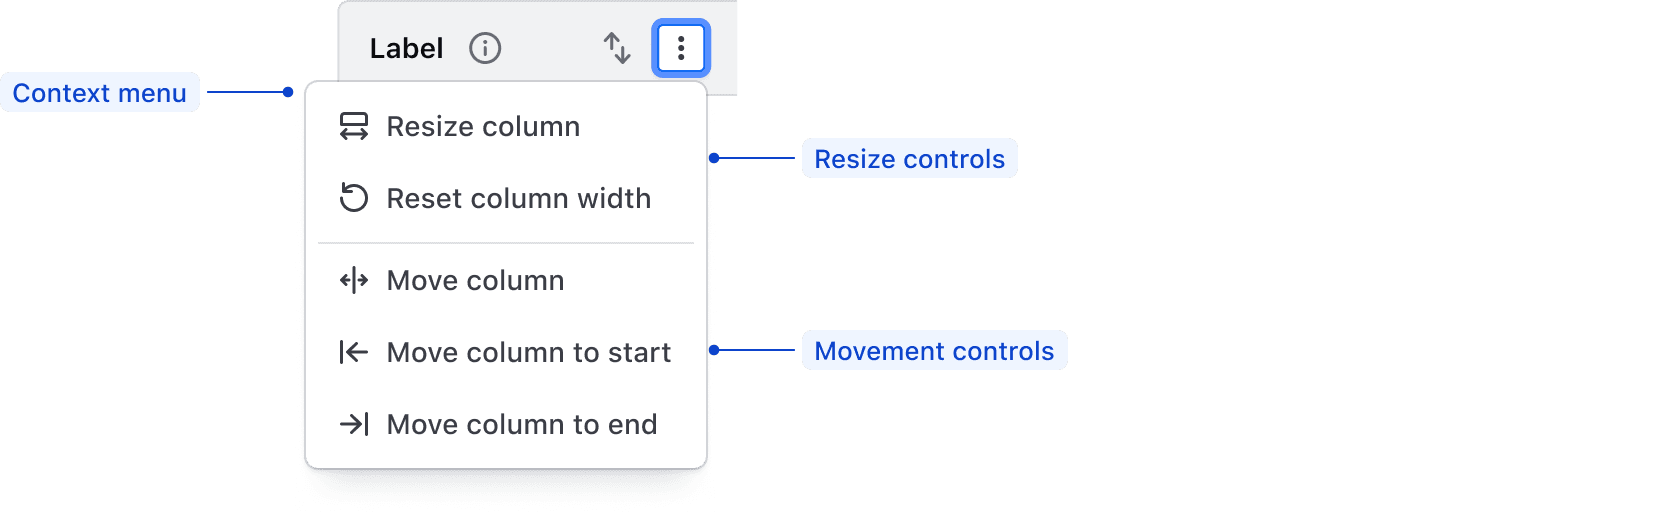 Label
Context menu
Resize column
Resize controls
Reset column width
Move column
Move column to start
Movement controls
Move column to end